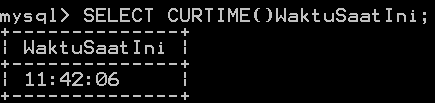 mysql> SELECT CURTIME()WaktuSaatIni;
+--------------+
| WaktuSaatIni |
+--------------+
| 11:42:06     |
+--------------+